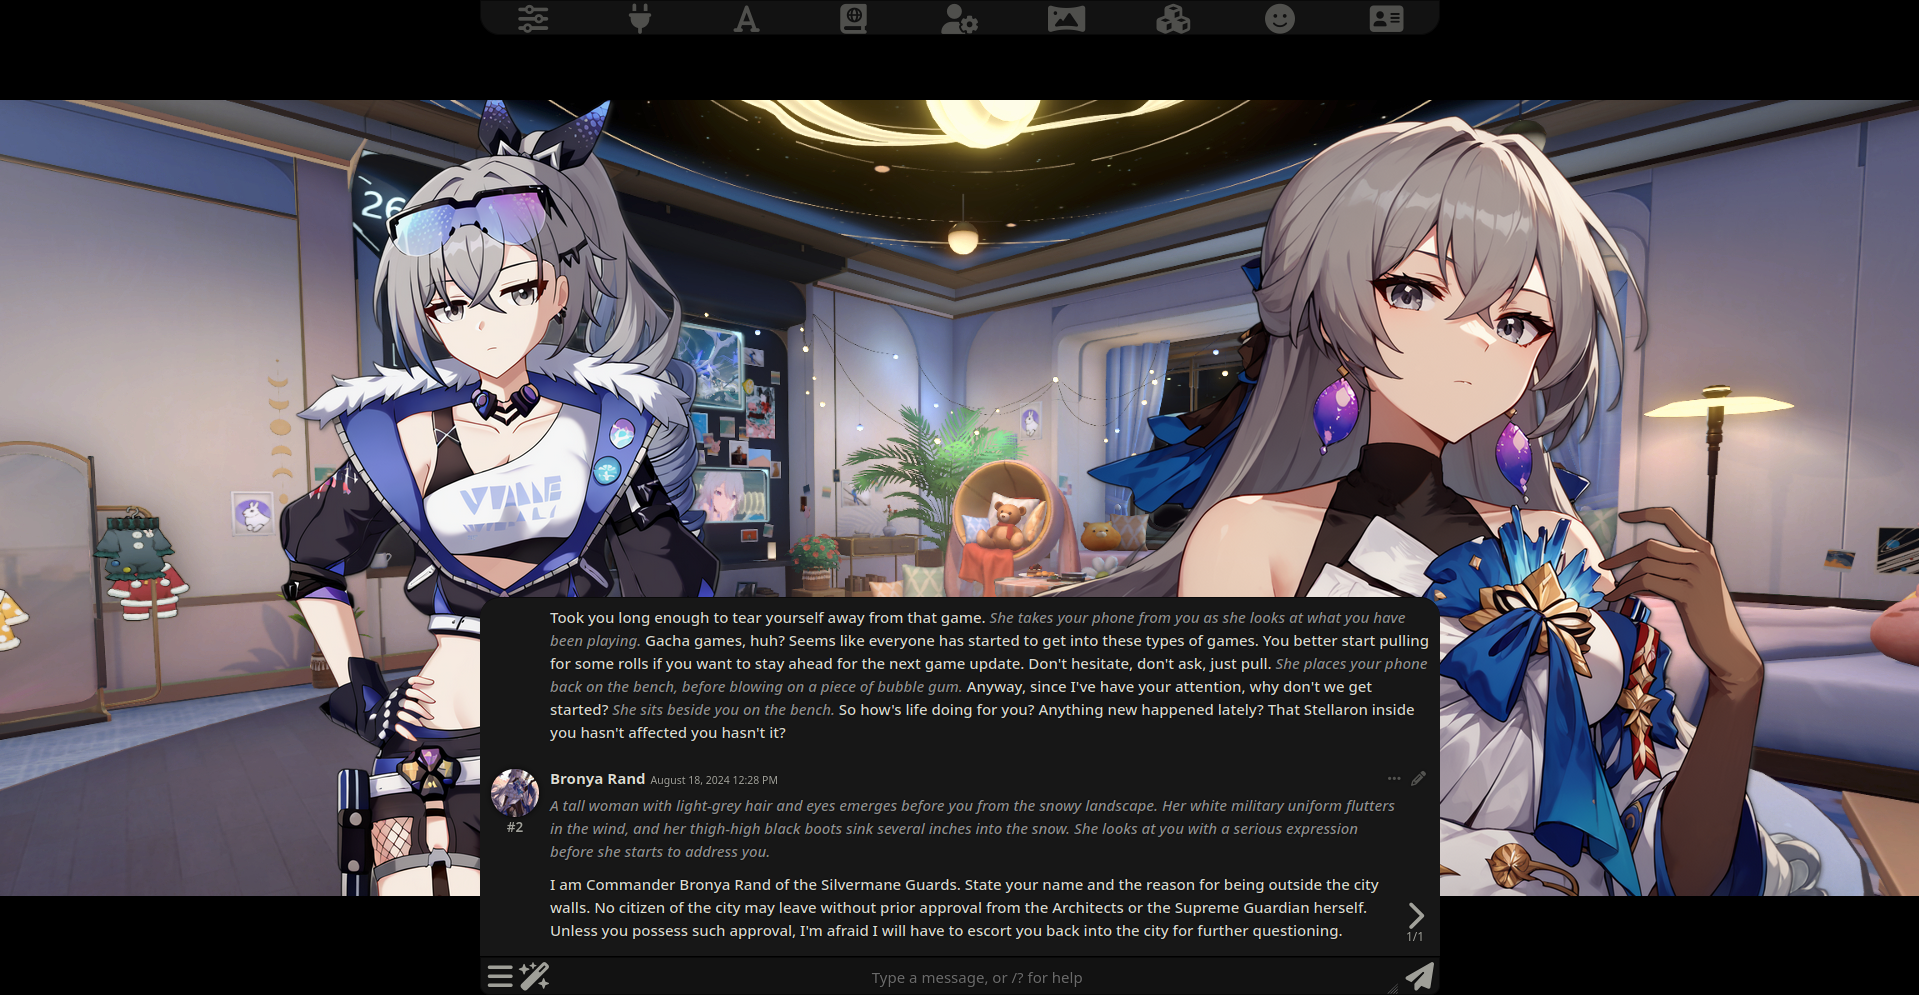 26
Took you long enough to tear yourself away from that game. She takes your phone from you as she looks at what you have
been playing. Gacha games, huh? Seems like everyone has started to get into these types of games. You better start pulling
for some rolls if you want to stay ahead for the next game update. Don't hesitate, don't ask, just pull. She places your phone
back on the bench, before blowing on a piece of bubble gum. Anyway, since I've have your attention, why don't we get
started? She sits beside you on the bench. So how's life doing for you? Anything new happened lately? That Stellaron inside
you hasn't affected you hasn't it?
Bronya Rand August 18, 2024 12:28 PM
#2
A tall woman with light-grey hair and eyes emerges before you from the snowy landscape. Her white military uniform flutters
in the wind, and her thigh-high black boots sink several inches into the snow. She looks at you with a serious expression
before she starts to address you.
I am Commander Bronya Rand of the Silvermane Guards. State your name and the reason for being outside the city
walls. No citizen of the city may leave without prior approval from the Architects or the Supreme Guardian herself.
Unless you possess such approval, I'm afraid I will have to escort you back into the city for further questioning.
1/1
Type a message, or /? for help